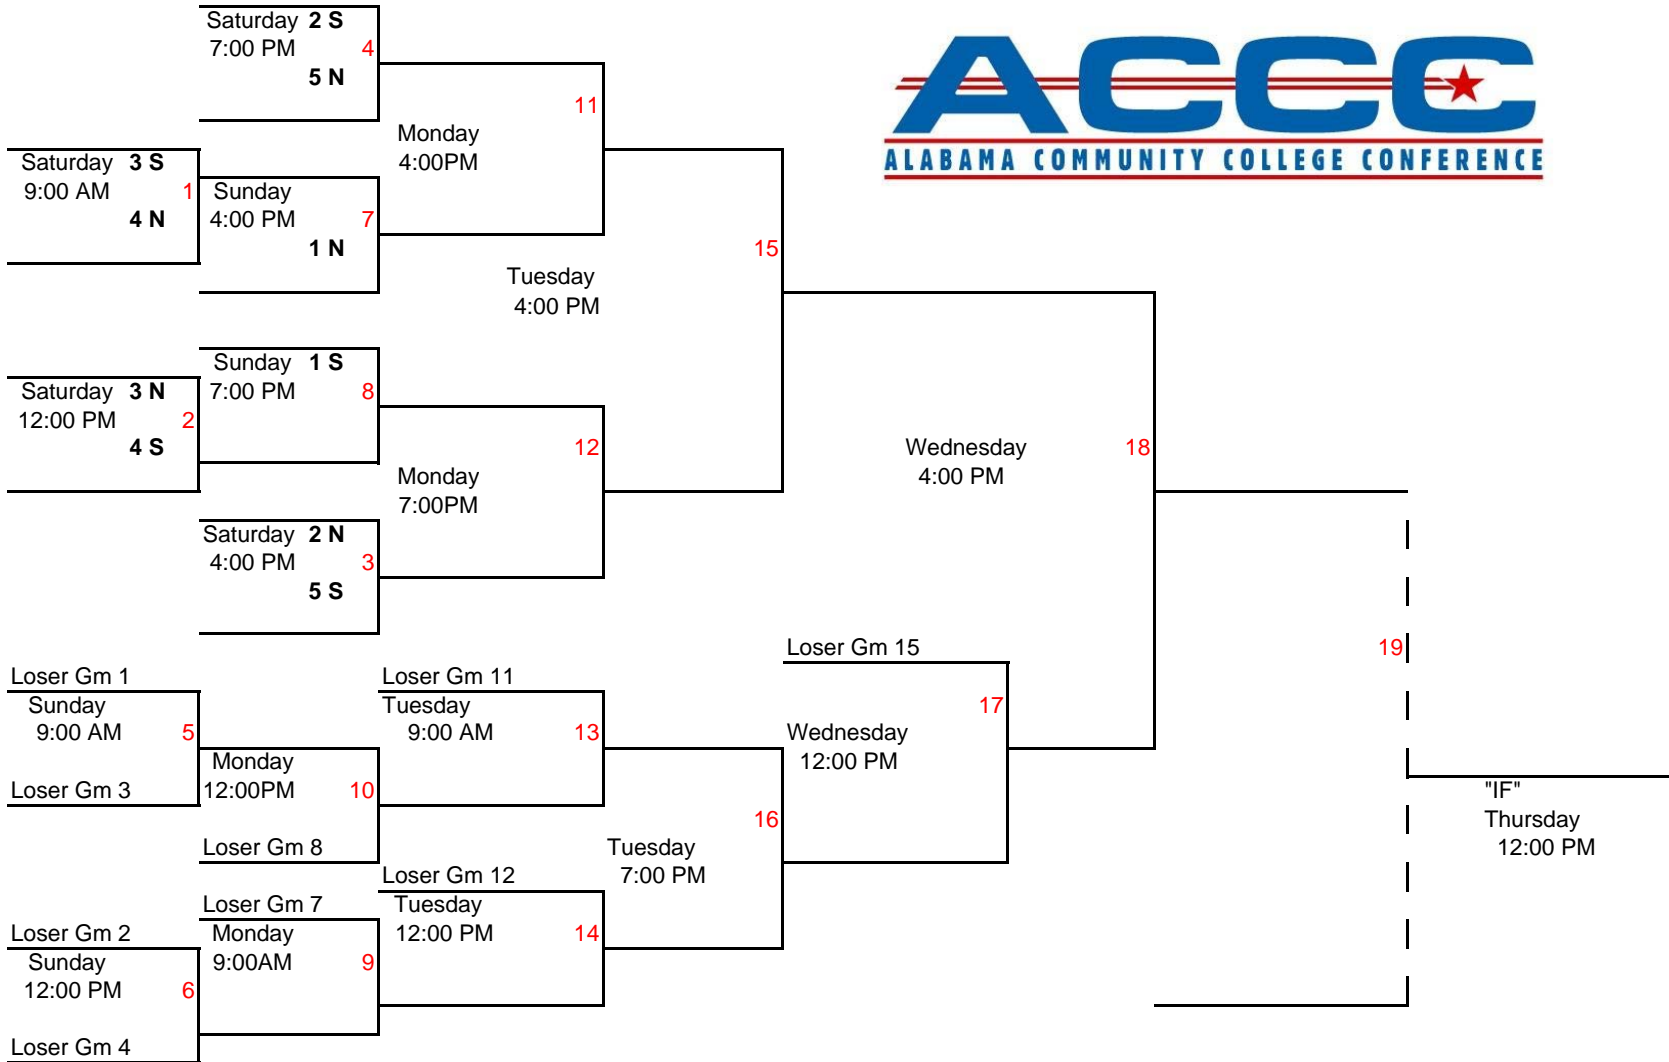 Saturday 2 S
7:00 PM 4
5 N
11
Monday
4:00PM
ACCC
ALABAMA COMMUNITY COLLEGE CONFERENCE
Saturday 3 S
9:00 AM 1
4 N
Sunday
4:00 PM 7
1 N
15
Tuesday
4:00 PM
Sunday 1 S
7:00 PM 8
Saturday 3 N
12:00 PM 2
4 S
12
Monday
7:00PM
Wednesday 18
4:00 PM
Saturday 2 N
4:00 PM 3
5 S
Loser Gm 15
19
Loser Gm 1
Sunday
9:00 AM 5
Loser Gm 3
Loser Gm 11
Tuesday
9:00 AM 13
17
Wednesday
12:00 PM
Monday
12:00PM 10
Loser Gm 8
"IF"
Thursday
12:00 PM
16
Tuesday
7:00 PM
Loser Gm 12
Tuesday
12:00 PM 14
Loser Gm 7
Monday
9:00AM 9
Loser Gm 2
Sunday
12:00 PM 6
Loser Gm 4